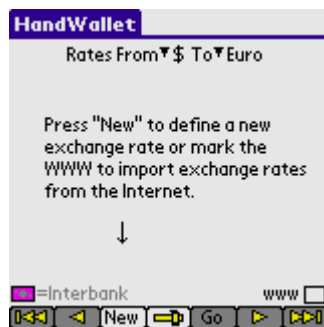 HandWallet
Rates From▼$ To▼Euro
Press "New" to define a new
exchange rate or mark the
WWW to import exchange rates
from the Internet.
↓
=Interbank www
New Go